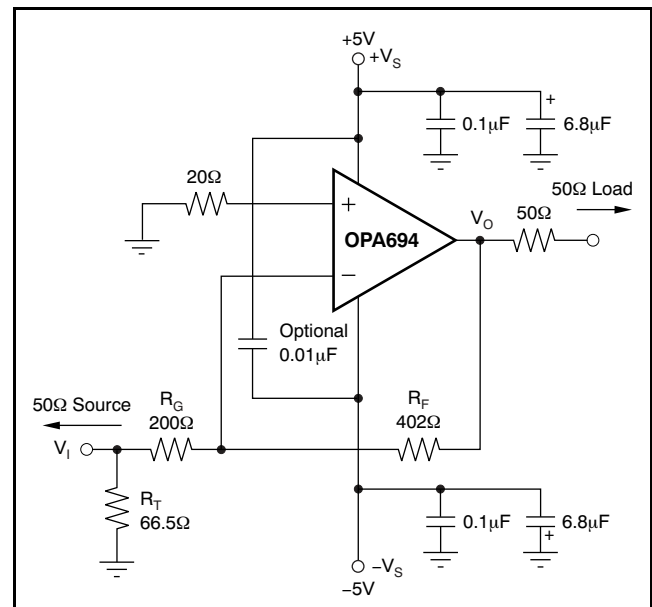 +5V
+V_S
0.1μF
6.8μF
+
20Ω
50Ω Load
V_O
50Ω
+
OPA694
−
Optional
0.01μF
50Ω Source
R_G
200Ω
R_F
402Ω
V_I
R_T
66.5Ω
0.1μF
6.8μF
+
−V_S
−5V